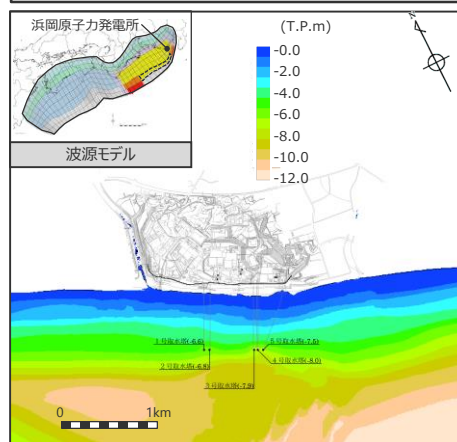 浜岡原子力発電所
波源モデル
(T.P.m)
-0.0
-2.0
-4.0
-6.0
-8.0
-10.0
-12.0
N
1号取水塔(-6.6)
5号取水塔(-7.5)
2号取水塔(-6.8)
4号取水塔(-8.0)
3号取水塔(-7.9)
0 1km